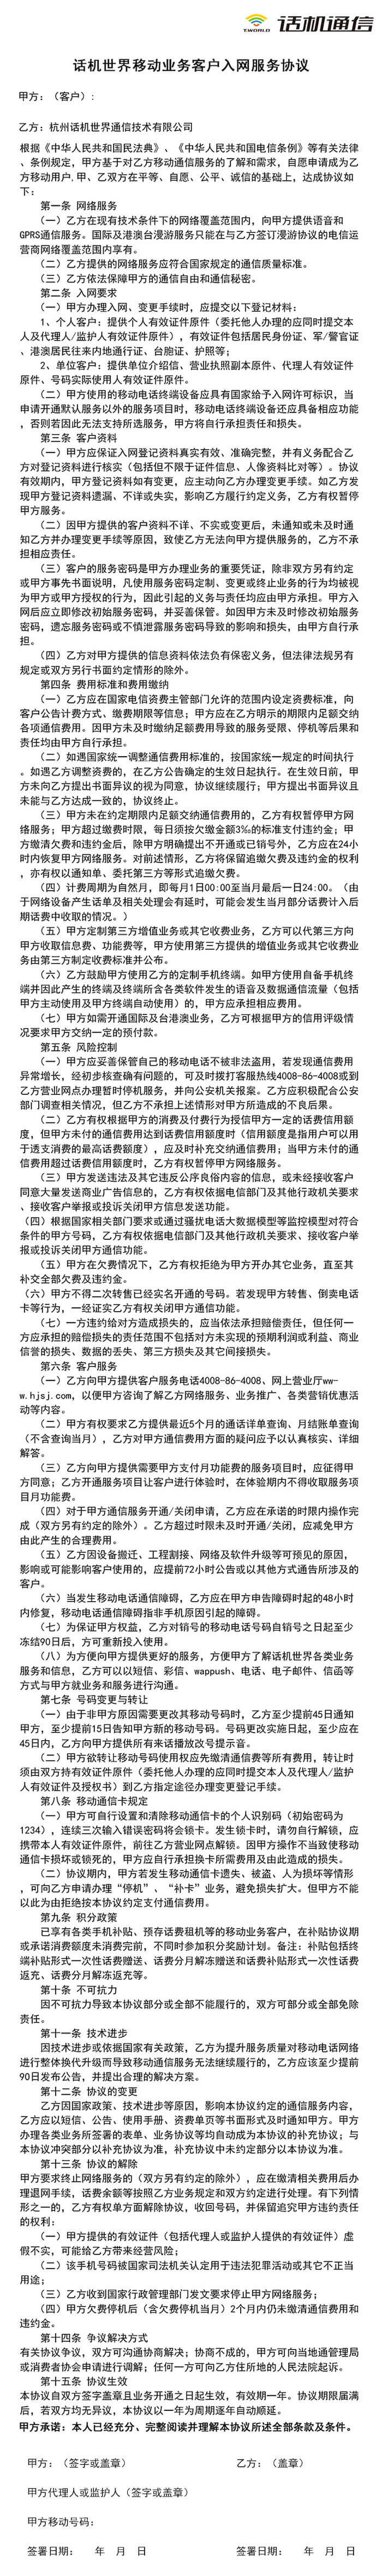 T.WORLD 话机通信
话机世界移动业务客户入网服务协议
甲方：（客户）:
乙方：杭州话机世界通信技术有限公司
根据《中华人民共和国民法典》、《中华人民共和国电信条例》等有关法律
、条例规定，甲方基于对乙方移动通信服务的了解和需求，自愿申请成为乙
方移动用户,甲、乙双方在平等、自愿、公平、诚信的基础上，达成协议如
下：
第一条 网络服务
（一）乙方在现有技术条件下的网络覆盖范围内，向甲方提供语音和
GPRS通信服务。国际及港澳台漫游服务只能在与乙方签订漫游协议的电信运
营商网络覆盖范围内享有。
（二）乙方提供的网络服务应符合国家规定的通信质量标准。
（三）乙方依法保障甲方的通信自由和通信秘密。
第二条 入网要求
（一）甲方办理入网、变更手续时，应提交以下登记材料：
1、个人客户：提供个人有效证件原件（委托他人办理的应同时提交本
人及代理人/监护人有效证件原件），有效证件包括居民身份证、军/警官证
、港澳居民往来内地通行证、台胞证、护照等；
2、单位客户：提供单位介绍信、营业执照副本原件、代理人有效证件
原件、号码实际使用人有效证件原件。
（二）甲方使用的移动电话终端设备应具有国家给予入网许可标识，当
申请开通默认服务以外的服务项目时，移动电话终端设备还应具备相应功能
，否则若因此无法支持所选服务，甲方将自行承担责任和损失。
第三条 客户资料
（一）甲方应保证入网登记资料真实有效、准确完整，并有义务配合乙
方对登记资料进行核实（包括但不限于证件信息、人像资料比对等）。协议
有效期内，甲方登记资料如有变更，应主动向乙方办理变更手续。如乙方发
现甲方登记资料遗漏、不详或失实，影响乙方履行约定义务，乙方有权暂停
甲方服务。
（二）因甲方提供的客户资料不详、不实或变更后，未通知或未及时通
知乙方并办理变更手续等原因，致使乙方无法向甲方提供服务的，乙方不承
担相应责任。
（三）客户的服务密码是甲方办理业务的重要凭证，除非双方另有约定
或甲方事先书面说明，凡使用服务密码定制、变更或终止业务的行为均被视
为甲方或甲方授权的行为，因此引起的义务与责任均应由甲方承担。甲方入
网后应立即修改初始服务密码，并妥善保管。如因甲方未及时修改初始服务
密码，遗忘服务密码或不慎泄露服务密码导致的影响和损失，由甲方自行承
担。
（四）乙方对甲方提供的信息资料依法负有保密义务，但法律法规另有
规定或双方另行书面约定情形的除外。
第四条 费用标准和费用缴纳
（一）乙方应在国家电信资费主管部门允许的范围内设定资费标准，向
客户公告计费方式、缴费期限等信息；甲方应在乙方明示的期限内足额交纳
各项通信费用。因甲方未及时缴纳足额费用导致的服务受限、停机等后果和
责任均由甲方自行承担。
（二）如遇国家统一调整通信费用标准的，按国家统一规定的时间执行
。如遇乙方调整资费的，在乙方公告确定的生效日起执行。在生效日前，甲
方未向乙方提出书面异议的视为同意，协议继续履行；甲方提出书面异议且
未能与乙方达成一致的，协议终止。
（三）甲方未在约定期限内足额交纳通信费用的，乙方有权暂停甲方网
络服务；甲方超过缴费时限，每日须按欠缴金额3‰的标准支付违约金；甲
方缴清欠费和违约金后，除甲方明确提出不开通或已销号外，乙方应在24小
时内恢复甲方网络服务。对前述情形，乙方将保留追缴欠费及违约金的权利
，亦有权以通知单、委托第三方等形式追缴欠费。
（四）计费周期为自然月，即每月1日00:00至当月最后一日24:00。（由
于网络设备产生话单及相关处理会有延时，可能会发生当月部分话费计入后
期话费中收取的情况。）
（五）甲方定制第三方增值业务或其它收费业务，乙方可以代第三方向
甲方收取信息费、功能费等，甲方使用第三方提供的增值业务或其它收费业
务由第三方制定收费标准并公布。
（六）乙方鼓励甲方使用乙方的定制手机终端。如甲方使用自备手机终
端并因此产生的终端及终端所含各类软件发生的语音及数据通信流量（包括
甲方主动使用及甲方终端自动使用）的，甲方应承担相应费用。
（七）甲方如需开通国际及台港澳业务，乙方可根据甲方的信用评级情
况要求甲方交纳一定的预付款。
第五条 风险控制
（一）甲方应妥善保管自己的移动电话不被非法盗用，若发现通信费用
异常增长，经初步核查确有问题的，可及时拨打客服热线4008-86-4008或到
乙方营业网点办理暂时停机服务，并向公安机关报案。乙方应积极配合公安
部门调查相关情况，但乙方不承担上述情形对甲方所造成的不良后果。
（二）乙方有权根据甲方的消费及付费行为授信甲方一定的话费信用额
度，但甲方未付的通信费用达到话费信用额度时（信用额度是指用户可以用
于透支消费的最高话费额度），应及时补充交纳通信费用；当甲方未付的通
信费用超过话费信用额度时，乙方有权暂停甲方网络服务。
（三）甲方发送违法及其它违反公序良俗内容的信息，或未经接收客户
同意大量发送商业广告信息的，乙方有权依据电信部门及其他行政机关要求
、接收客户举报或投诉关闭甲方信息发送功能。
（四）根据国家相关部门要求或通过骚扰电话大数据模型等监控模型对符合
条件的甲方号码，乙方有权依据电信部门及其他行政机关要求、接收客户举
报或投诉关闭甲方通信功能。
（五）甲方在欠费情况下，乙方有权拒绝为甲方开办其它业务，直至其
补交全部欠费及违约金。
（六）甲方不得二次转售已经实名开通的号码。若发现甲方转售、倒卖电话
卡等行为，一经证实乙方有权关闭甲方通信功能。
（七）一方违约给对方造成损失的，应当依法承担赔偿责任，但任何一
方应承担的赔偿损失的责任范围不包括对方未实现的预期利润或利益、商业
信誉的损失、数据的丢失、第三方损失及其它间接损失。
第六条 客户服务
（一）乙方向甲方提供客户服务电话4008-86-4008、网上营业厅ww-
w.hjsj.com，以便甲方咨询了解乙方网络服务、业务推广、各类营销优惠活
动等内容。
（二）甲方有权要求乙方提供最近5个月的通话详单查询、月结账单查询
（不含查询当月），乙方对甲方通信费用方面的疑问应予以认真核实、详细
解答。
（三）乙方向甲方提供需要甲方支付月功能费的服务项目时，应征得甲
方同意；乙方开通服务项目让客户进行体验时，在体验期内不得收取服务项
目月功能费。
（四）对于甲方通信服务开通/关闭申请，乙方应在承诺的时限内操作完
成（双方另有约定的除外）。乙方超过时限未及时开通/关闭，应减免甲方
由此产生的合理费用。
（五）乙方因设备搬迁、工程割接、网络及软件升级等可预见的原因，
影响或可能影响客户使用的，应提前72小时公告或以其他方式通告所涉及的
客户。
（六）当发生移动电话通信障碍，乙方应在甲方申告障碍时起的48小时
内修复，移动电话通信障碍指非手机原因引起的障碍。
（七）为保证甲方权益，乙方对销号的移动电话号码自销号之日起至少
冻结90日后，方可重新投入使用。
（八）为方便向甲方提供更好的服务，方便甲方了解话机世界各类业务
服务和信息，乙方可以以短信、彩信、wappush、电话、电子邮件、信函等
方式与甲方就业务和服务进行沟通。
第七条 号码变更与转让
（一）由于非甲方原因需要更改其移动号码时，乙方至少提前45日通知
甲方，至少提前15日告知甲方新的移动号码。号码更改实施日起，至少应在
45日内，乙方向甲方提供所有来话播放改号提示音。
（二）甲方欲转让移动号码使用权应先缴清通信费等所有费用，转让时
须由双方持有效证件原件（委托他人办理的应同时提交本人及代理人/监护
人有效证件及授权书）到乙方指定途径办理变更登记手续。
第八条 移动通信卡规定
（一）甲方可自行设置和清除移动通信卡的个人识别码（初始密码为
1234），连续三次输入错误密码将会锁卡。发生锁卡时，请勿自行解锁，应
携带本人有效证件原件，前往乙方营业网点解锁。因甲方操作不当致使移动
通信卡损坏或锁死的，甲方应自行承担换卡所需费用及由此造成的损失。
（二）协议期内，甲方若发生移动通信卡遗失、被盗、人为损坏等情形
，可向乙方申请办理“停机”、“补卡”业务，避免损失扩大。但甲方不能
以此为由拒绝按本协议约定支付通信费用。
第九条 积分政策
已享有各类手机补贴、预存话费租机等的移动业务客户，在补贴协议期
或承诺消费额度未消费完前，不同时参加积分奖励计划。备注：补贴包括终
端补贴形式一次性话费赠送、话费分月解冻赠送和话费补贴形式一次性话费
返充、话费分月解冻返充等。
第十条 不可抗力
因不可抗力导致本协议部分或全部不能履行的，双方可部分或全部免除
责任。
第十一条 技术进步
因技术进步或依据国家有关政策，乙方为提升服务质量对移动电话网络
进行整体换代升级而导致移动通信服务无法继续履行的，乙方应该至少提前
90日发布公告，并提出合理的解决方案。
第十二条 协议的变更
乙方因国家政策、技术进步等原因，影响本协议约定的通信服务内容，
乙方应以短信、公告、使用手册、资费单页等书面形式及时通知甲方。甲方
办理各类业务所签署的表单、业务协议等均自动成为本协议的补充协议；与
本协议冲突部分以补充协议为准，补充协议中未约定部分以本协议为准。
第十三条 协议的解除
甲方要求终止网络服务的（双方另有约定的除外），应在缴清相关费用后办
理退网手续，话费余额等按照乙方业务规定和双方约定进行处理。有下列情
形之一的，乙方有权单方面解除协议，收回号码，并保留追究甲方违约责任
的权利：
（一）甲方提供的有效证件（包括代理人或监护人提供的有效证件）虚
假不实，可能给乙方带来经营风险；
（二）该手机号码被国家司法机关认定用于违法犯罪活动或其它不正当
用途；
（三）乙方收到国家行政管理部门发文要求停止甲方网络服务；
（四）甲方欠费停机后（含欠费停机当月）2个月内仍未缴清通信费用和
违约金。
第十四条 争议解决方式
有关协议争议，双方可沟通协商解决；协商不成的，甲方可向当地通管理局
或消费者协会申请进行调解；任何一方可向乙方住所地的人民法院起诉。
第十五条 协议生效
本协议自双方签字盖章且业务开通之日起生效，有效期一年。协议期限届满
后，若双方均无异议，本协议以一年为周期逐年自动顺延。
甲方承诺：本人已经充分、完整阅读并理解本协议所述全部条款及条件。
甲方：（签字或盖章） 乙方：（盖章）
甲方代理人或监护人（签字或盖章）
甲方移动号码：
签署日期： 年 月 日 签署日期： 年 月 日